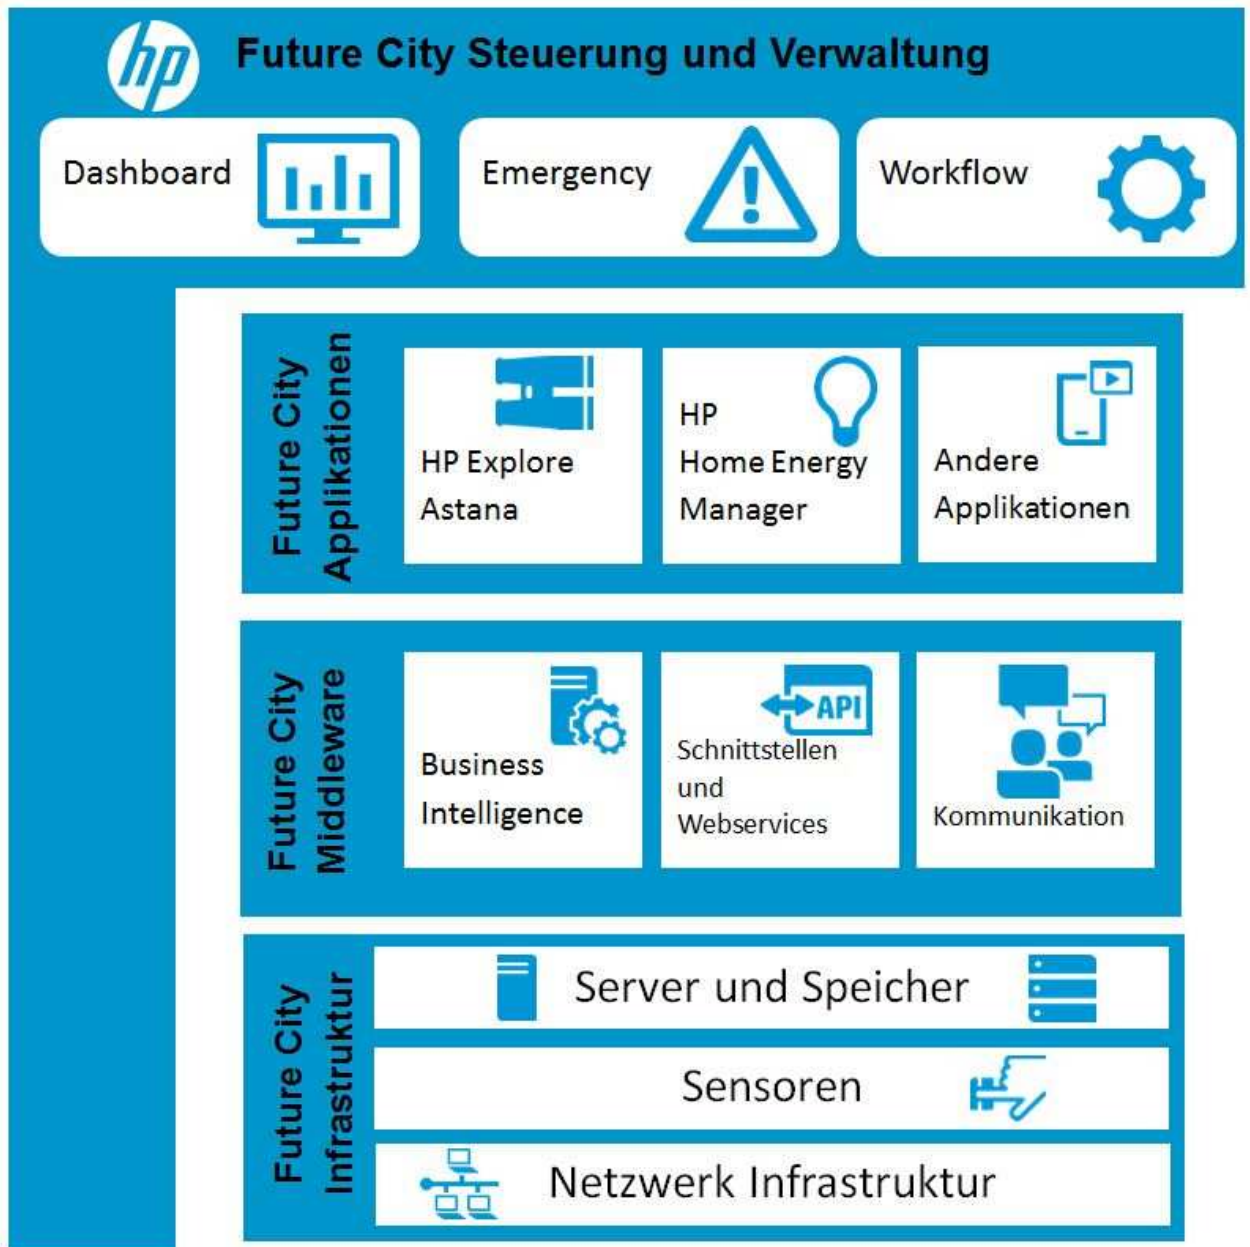 hp
Future City Steuerung und Verwaltung
Dashboard
Emergency
Workflow
Future City
Applikationen
HP Explore
Astana
HP
Home Energy
Manager
Andere
Applikationen
Future City
Middleware
Business
Intelligence
API
Schnittstellen
und
Webservices
Kommunikation
Future City
Infrastruktur
Server und Speicher
Sensoren
Netzwerk Infrastruktur